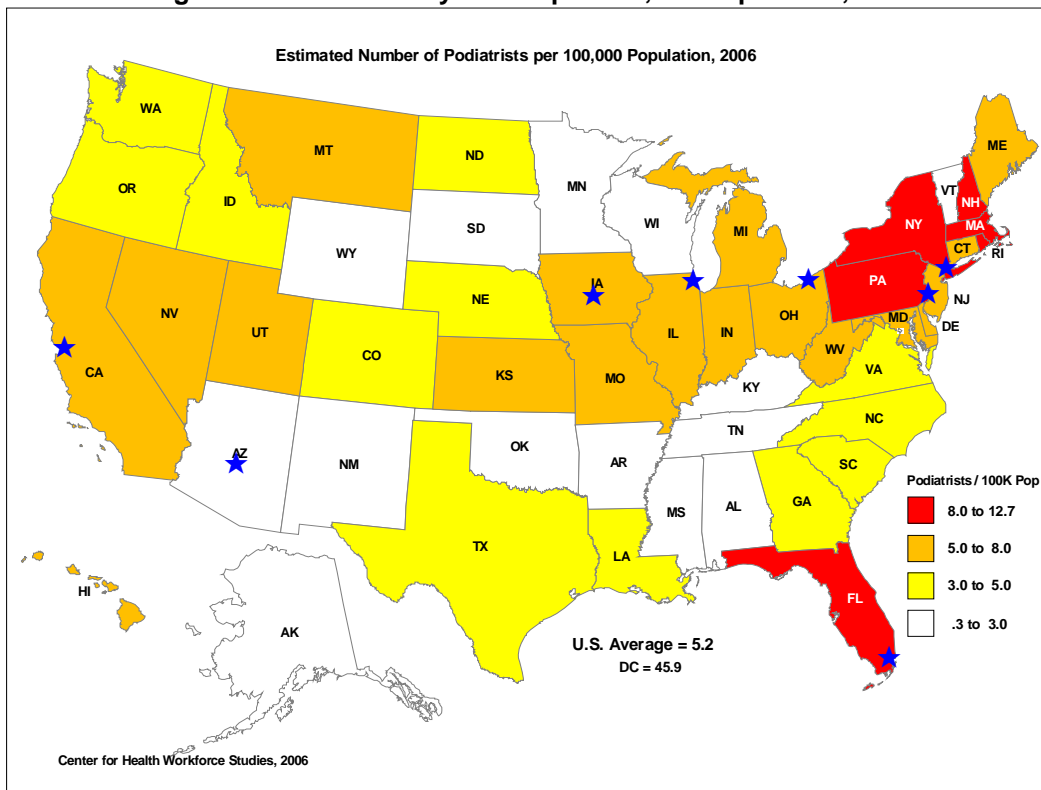 Estimated Number of Podiatrists per 100,000 Population, 2006
WA
MT
ND
MN
ME
VT
NH
OR
ID
SD
WI
MI
NY
MA
WY
CT
RI
IA
PA
NE
NV
UT
IL
IN
OH
NJ
MD
DE
CO
WV
CA
KS
MO
VA
KY
NC
TN
AZ
OK
NM
AR
SC
Podiatrists / 100K Pop
MS
AL
GA
8.0 to 12.7
TX
LA
5.0 to 8.0
3.0 to 5.0
HI
FL
.3 to 3.0
AK
U.S. Average = 5.2
DC = 45.9
Center for Health Workforce Studies, 2006